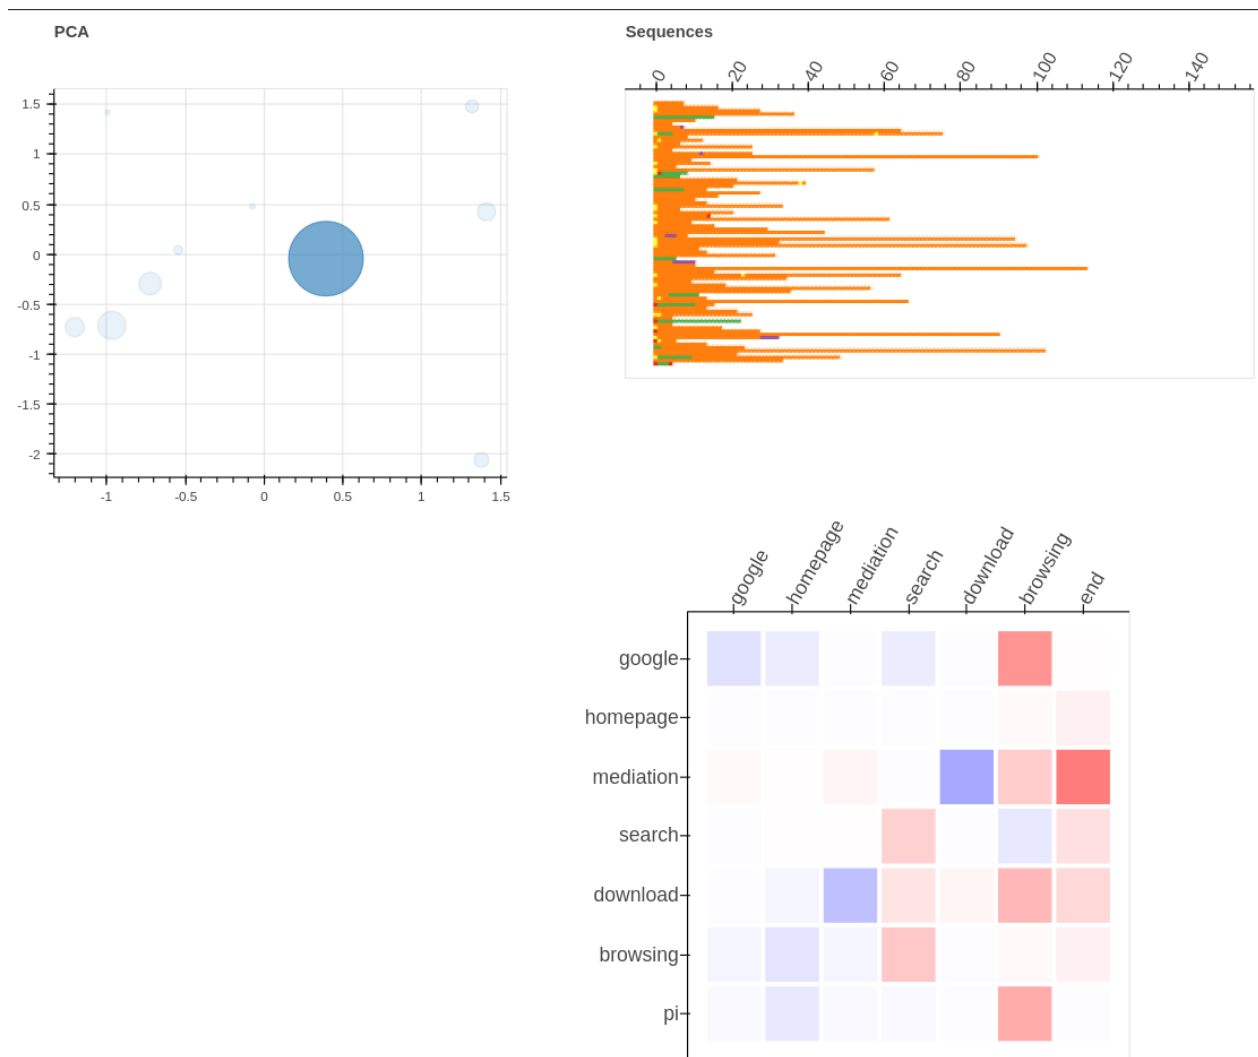 PCA
1.5
1
0.5
0
-0.5
-1
-1.5
-2
-1
-0.5
0
0.5
1
1.5
Sequences
0
20
40
60
80
100
120
140
google
homepage
mediation
search
download
browsing
end
google
homepage
mediation
search
download
browsing
pi